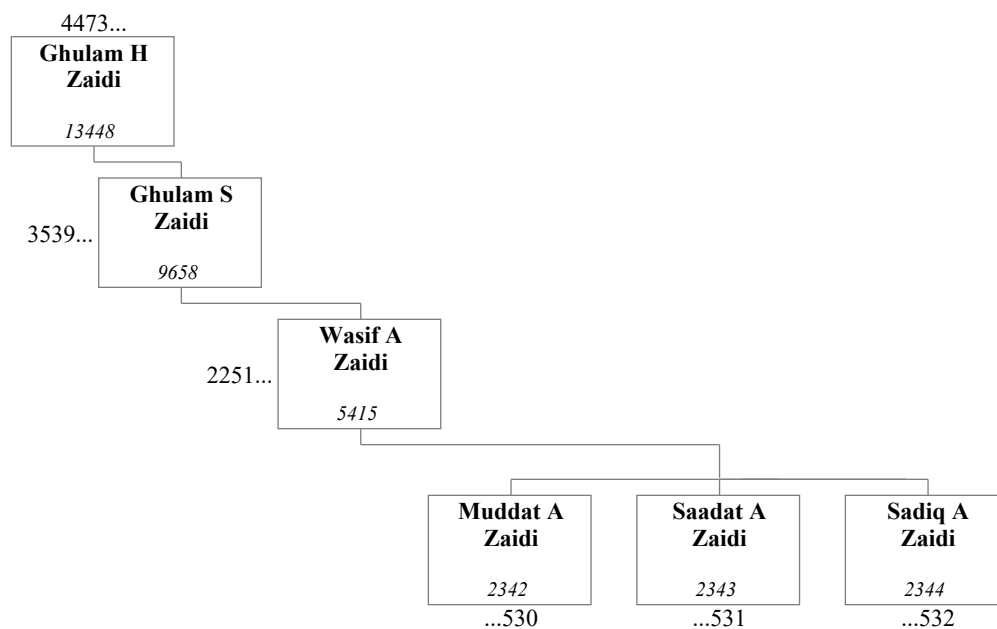 4473...
Ghulam H
Zaidi
13448
Ghulam S
Zaidi
3539...
9658
Wasif A
Zaidi
2251...
5415
Muddat A
Zaidi
2342
...530
Saadat A
Zaidi
2343
...531
Sadiq A
Zaidi
2344
...532